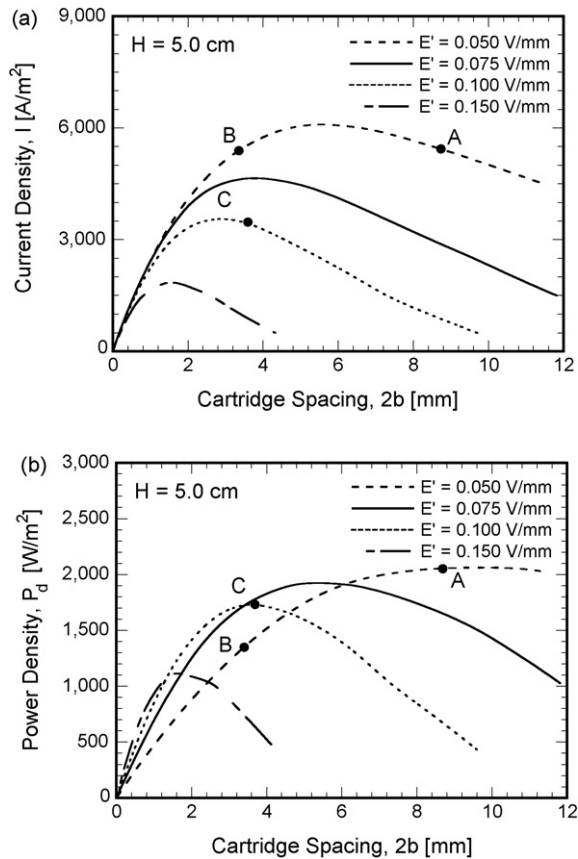 (a)
9,000
6,000
3,000
0
Current Density, I [A/m²]
H = 5.0 cm
E' = 0.050 V/mm
E' = 0.075 V/mm
E' = 0.100 V/mm
E' = 0.150 V/mm
B
A
C
0 2 4 6 8 10 12
Cartridge Spacing, 2b [mm]
(b)
3,000
2,500
2,000
1,500
1,000
500
0
Power Density, P_d [W/m²]
H = 5.0 cm
E' = 0.050 V/mm
E' = 0.075 V/mm
E' = 0.100 V/mm
E' = 0.150 V/mm
C
A
B
0 2 4 6 8 10 12
Cartridge Spacing, 2b [mm]